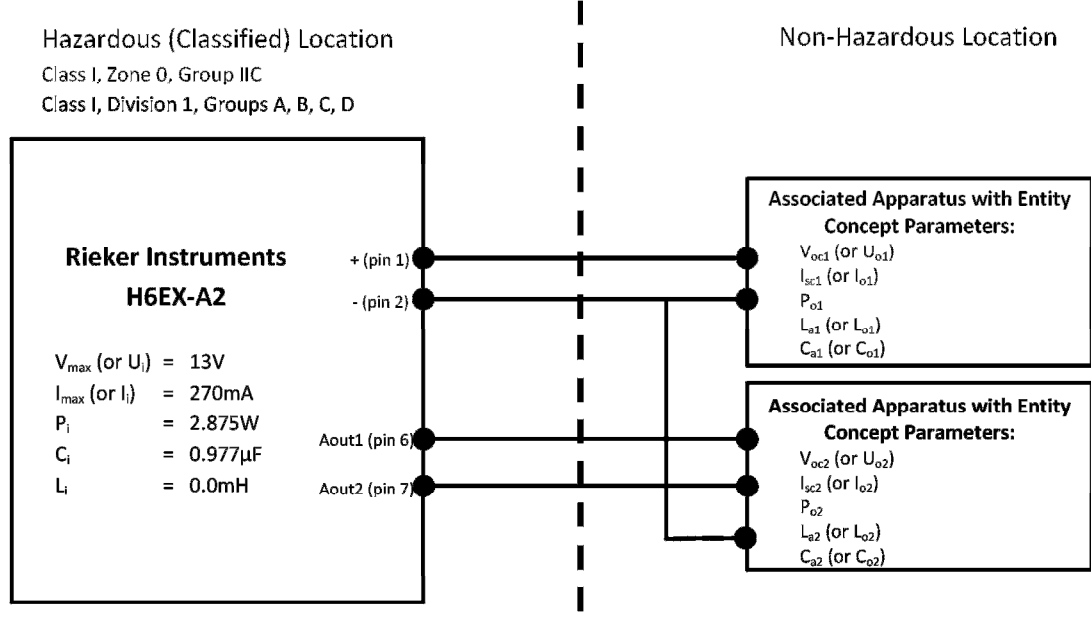 Hazardous (Classified) Location
Class I, Zone 0, Group IIC
Class I, Division 1, Groups A, B, C, D
Non-Hazardous Location
Rieker Instruments
H6EX-A2
Vmax (or Ui) = 13V
Imax (or Ii) = 270mA
Pi = 2.875W
Ci = 0.977µF
Li = 0.0mH
+ (pin 1)
- (pin 2)
Aout1 (pin 6)
Aout2 (pin 7)
Associated Apparatus with Entity
Concept Parameters:
Voc1 (or Uo1)
Isc1 (or Io1)
Po1
La1 (or Lo1)
Ca1 (or Co1)
Associated Apparatus with Entity
Concept Parameters:
Voc2 (or Uo2)
Isc2 (or Io2)
Po2
La2 (or Lo2)
Ca2 (or Co2)